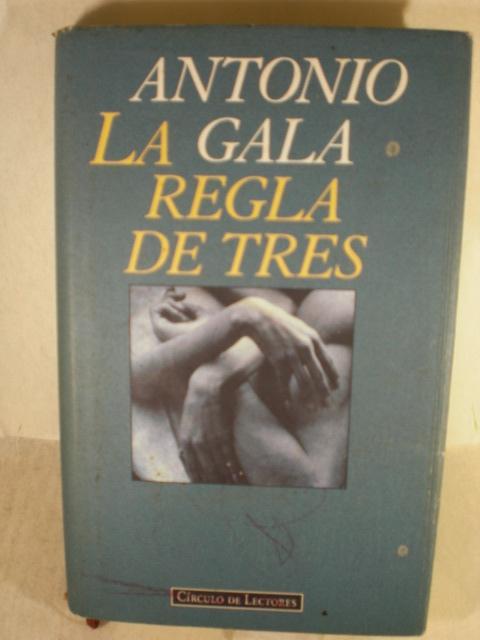 ANTONIO
LA GALA
REGLA
DE TRES
CÍRCULO DE LECTORES